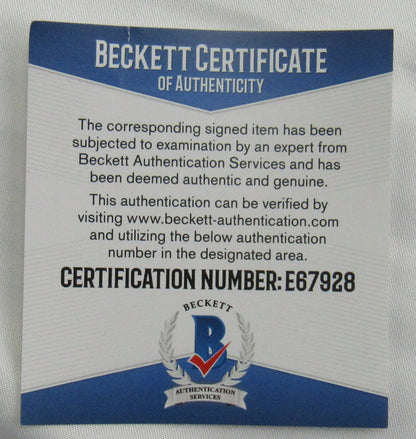 BECKETT CERTIFICATE
OF AUTHENTICITY
The corresponding signed item has been
subjected to examination by an expert from
Beckett Authentication Services and has
been deemed authentic and genuine.
This authentication can be verified by
visiting www.beckett-authentication.com
and utilizing the below authentication
number in the designated area.
CERTIFICATION NUMBER: E67928
BECKETT
B
AUTHENTICATION
SERVICES